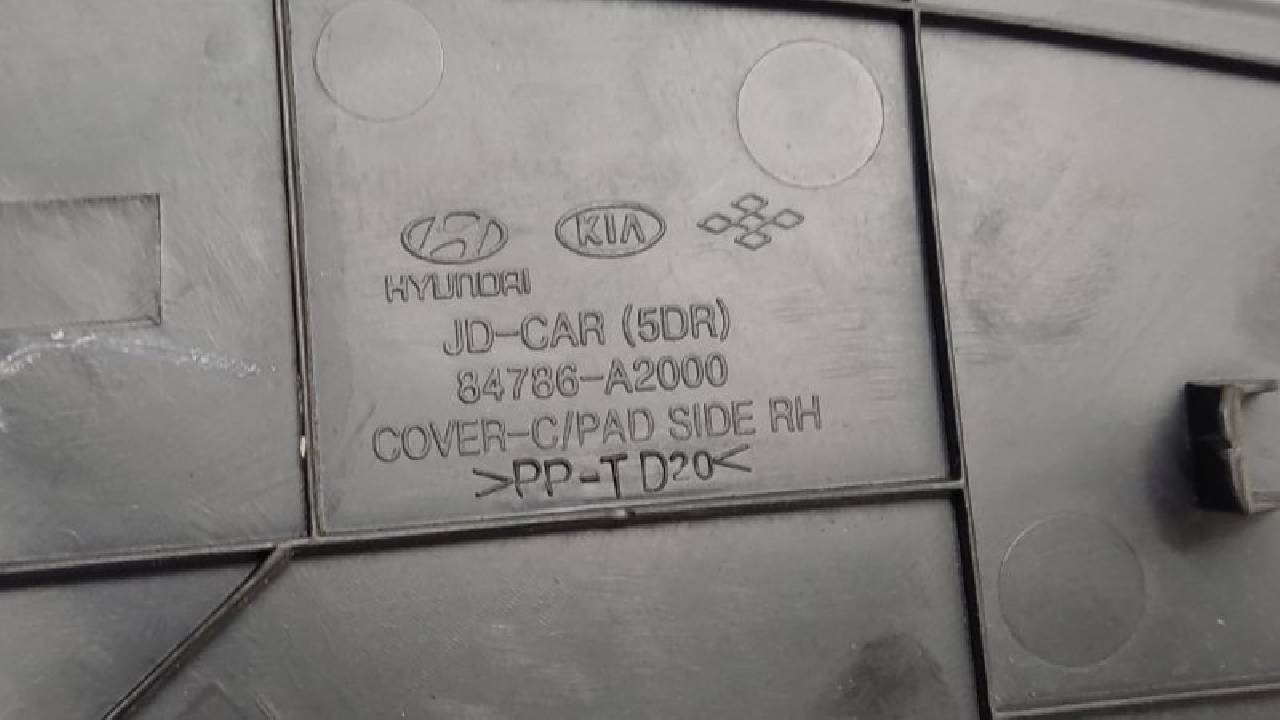 KIA
HYUNDAI
JD-CAR (5DR)
84786-A2000
COVER-C/PAD SIDE RH
>PP-TD20<